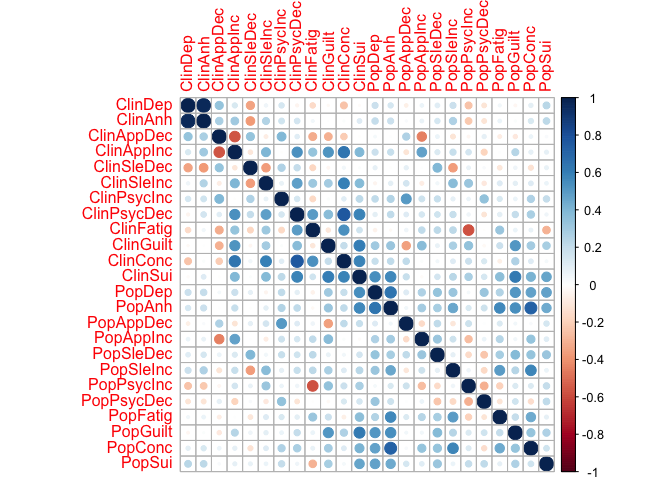 ClinDep
ClinAnh
ClinAppDec
ClinAppInc
ClinSleDec
ClinSleInc
ClinPsycInc
ClinPsycDec
ClinFatig
ClinGuilt
ClinConc
ClinSui
PopDep
PopAnh
PopAppDec
PopAppInc
PopSleDec
PopSleInc
PopPsycInc
PopPsycDec
PopFatig
PopGuilt
PopConc
PopSui
ClinDep
ClinAnh
ClinAppDec
ClinAppInc
ClinSleDec
ClinSleInc
ClinPsycInc
ClinPsycDec
ClinFatig
ClinGuilt
ClinConc
ClinSui
PopDep
PopAnh
PopAppDec
PopAppInc
PopSleDec
PopSleInc
PopPsycInc
PopPsycDec
PopFatig
PopGuilt
PopConc
PopSui
1
0.8
0.6
0.4
0.2
0
-0.2
-0.4
-0.6
-0.8
-1